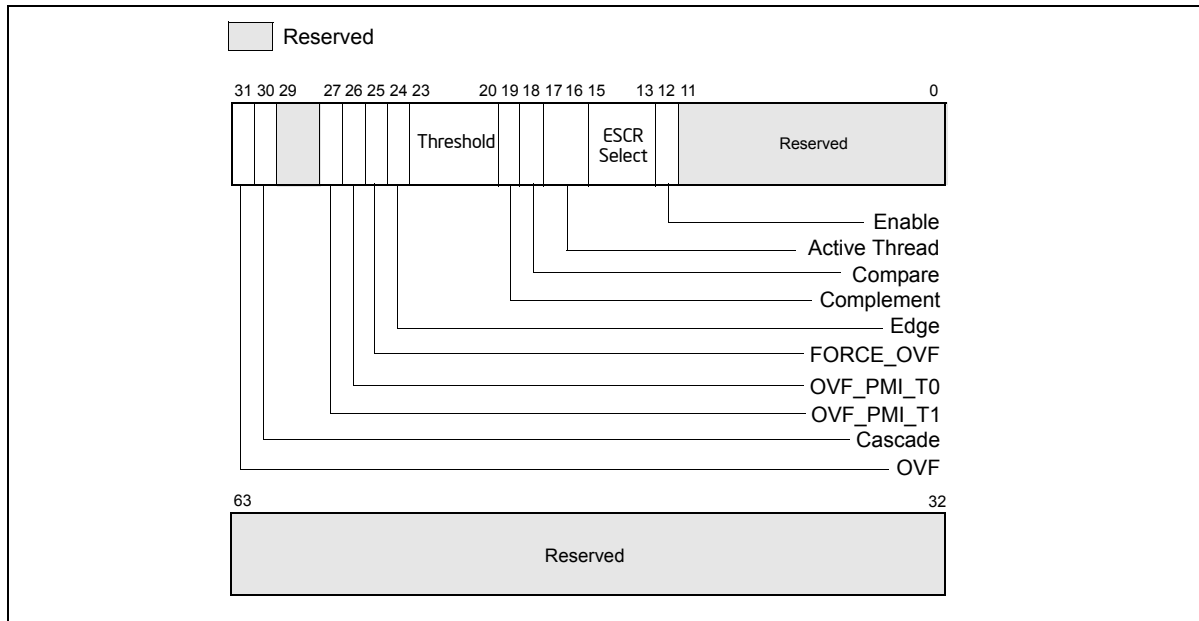 Reserved
31 30 29 27 26 25 24 23 20 19 18 17 16 15 13 12 11 0
Threshold
ESCR
Select
Reserved
Enable
Active Thread
Compare
Complement
Edge
FORCE_OVF
OVF_PMI_T0
OVF_PMI_T1
Cascade
OVF
63 32
Reserved